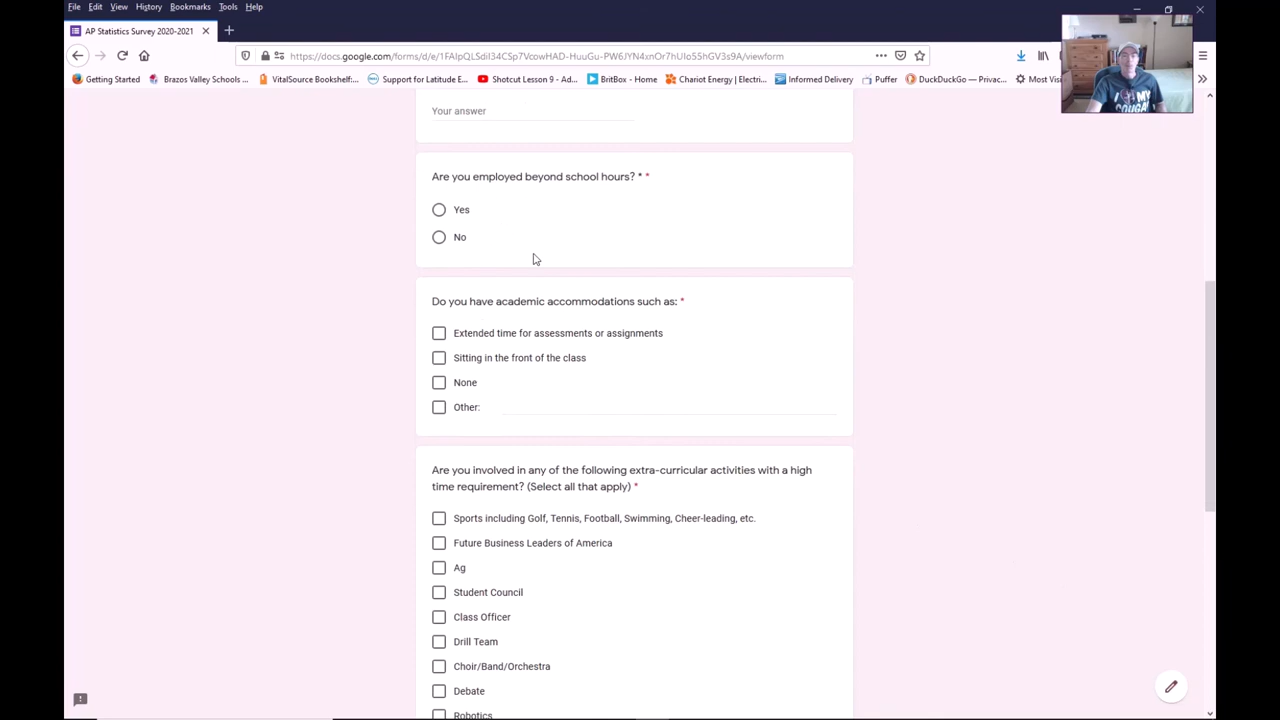 File Edit View History Bookmarks Tools Help
AP Statistics Survey 2020-2021
https://docs.google.com/forms/d/e/1FAIpQLSdiI34CSp7VcowHAD-HuuGu-PW6JYN4xnOr7hUIo55hGV3s9A/viewform
Getting Started Brazos Valley Schools ... VitalSource Bookshelf:... Support for Latitude E... Shotcut Lesson 9 - Ad... BritBox - Home Chariot Energy | Electri... Informed Delivery Puffer DuckDuckGo — Privac... Most Visi
I MY
COUGAR
Your answer
Are you employed beyond school hours? * *
Yes
No
Do you have academic accommodations such as: *
Extended time for assessments or assignments
Sitting in the front of the class
None
Other:
Are you involved in any of the following extra-curricular activities with a high
time requirement? (Select all that apply) *
Sports including Golf, Tennis, Football, Swimming, Cheer-leading, etc.
Future Business Leaders of America
Ag
Student Council
Class Officer
Drill Team
Choir/Band/Orchestra
Debate
Robotics